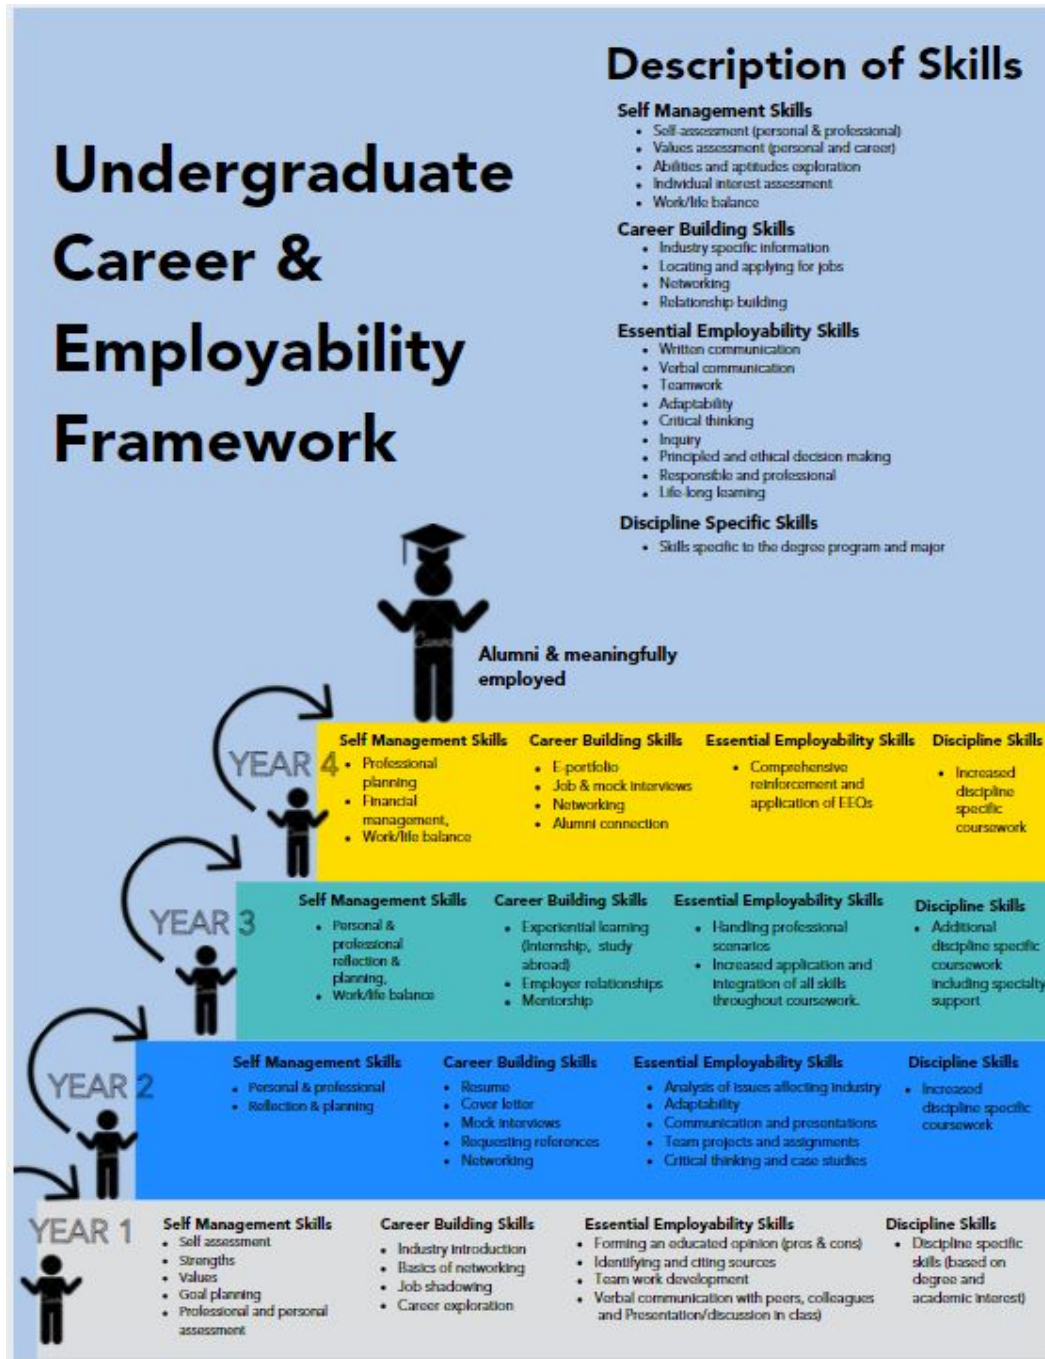 Undergraduate
Career &
Employability
Framework
Description of Skills
Self Management Skills
• Self-assessment (personal & professional)
• Values assessment (personal and career)
• Abilities and aptitudes exploration
• Individual interest assessment
• Work/life balance
Career Building Skills
• Industry specific information
• Locating and applying for jobs
• Networking
• Relationship building
Essential Employability Skills
• Written communication
• Verbal communication
• Teamwork
• Adaptability
• Critical thinking
• Inquiry
• Principled and ethical decision making
• Responsible and professional
• Life-long learning
Discipline Specific Skills
• Skills specific to the degree program and major
Canva
Alumni & meaningfully
employed
YEAR 4
Self Management Skills
• Professional
planning
• Financial
management,
• Work/life balance
Career Building Skills
• E-portfolio
• Job & mock interviews
• Networking
• Alumni connection
Essential Employability Skills
• Comprehensive
reinforcement and
application of EEQs
Discipline Skills
• Increased
discipline
specific
coursework
YEAR 3
Self Management Skills
• Personal &
professional
reflection &
planning,
• Work/life balance
Career Building Skills
• Experiential learning
(Internship, study
abroad)
• Employer relationships
• Mentorship
Essential Employability Skills
• Handling professional
scenarios
• Increased application and
integration of all skills
throughout coursework.
Discipline Skills
• Additional
discipline specific
coursework
including specialty
support
YEAR 2
Self Management Skills
• Personal & professional
• Reflection & planning
Career Building Skills
• Resume
• Cover letter
• Mock interviews
• Requesting references
• Networking
Essential Employability Skills
• Analysis of issues affecting industry
• Adaptability
• Communication and presentations
• Team projects and assignments
• Critical thinking and case studies
Discipline Skills
• Increased
discipline specific
coursework
YEAR 1
Self Management Skills
• Self assessment
• Strengths
• Values
• Goal planning
• Professional and personal
assessment
Career Building Skills
• Industry introduction
• Basics of networking
• Job shadowing
• Career exploration
Essential Employability Skills
• Forming an educated opinion (pros & cons)
• Identifying and citing sources
• Team work development
• Verbal communication with peers, colleagues
and Presentation/discussion in class)
Discipline Skills
• Discipline specific
skills (based on
degree and
academic interest)